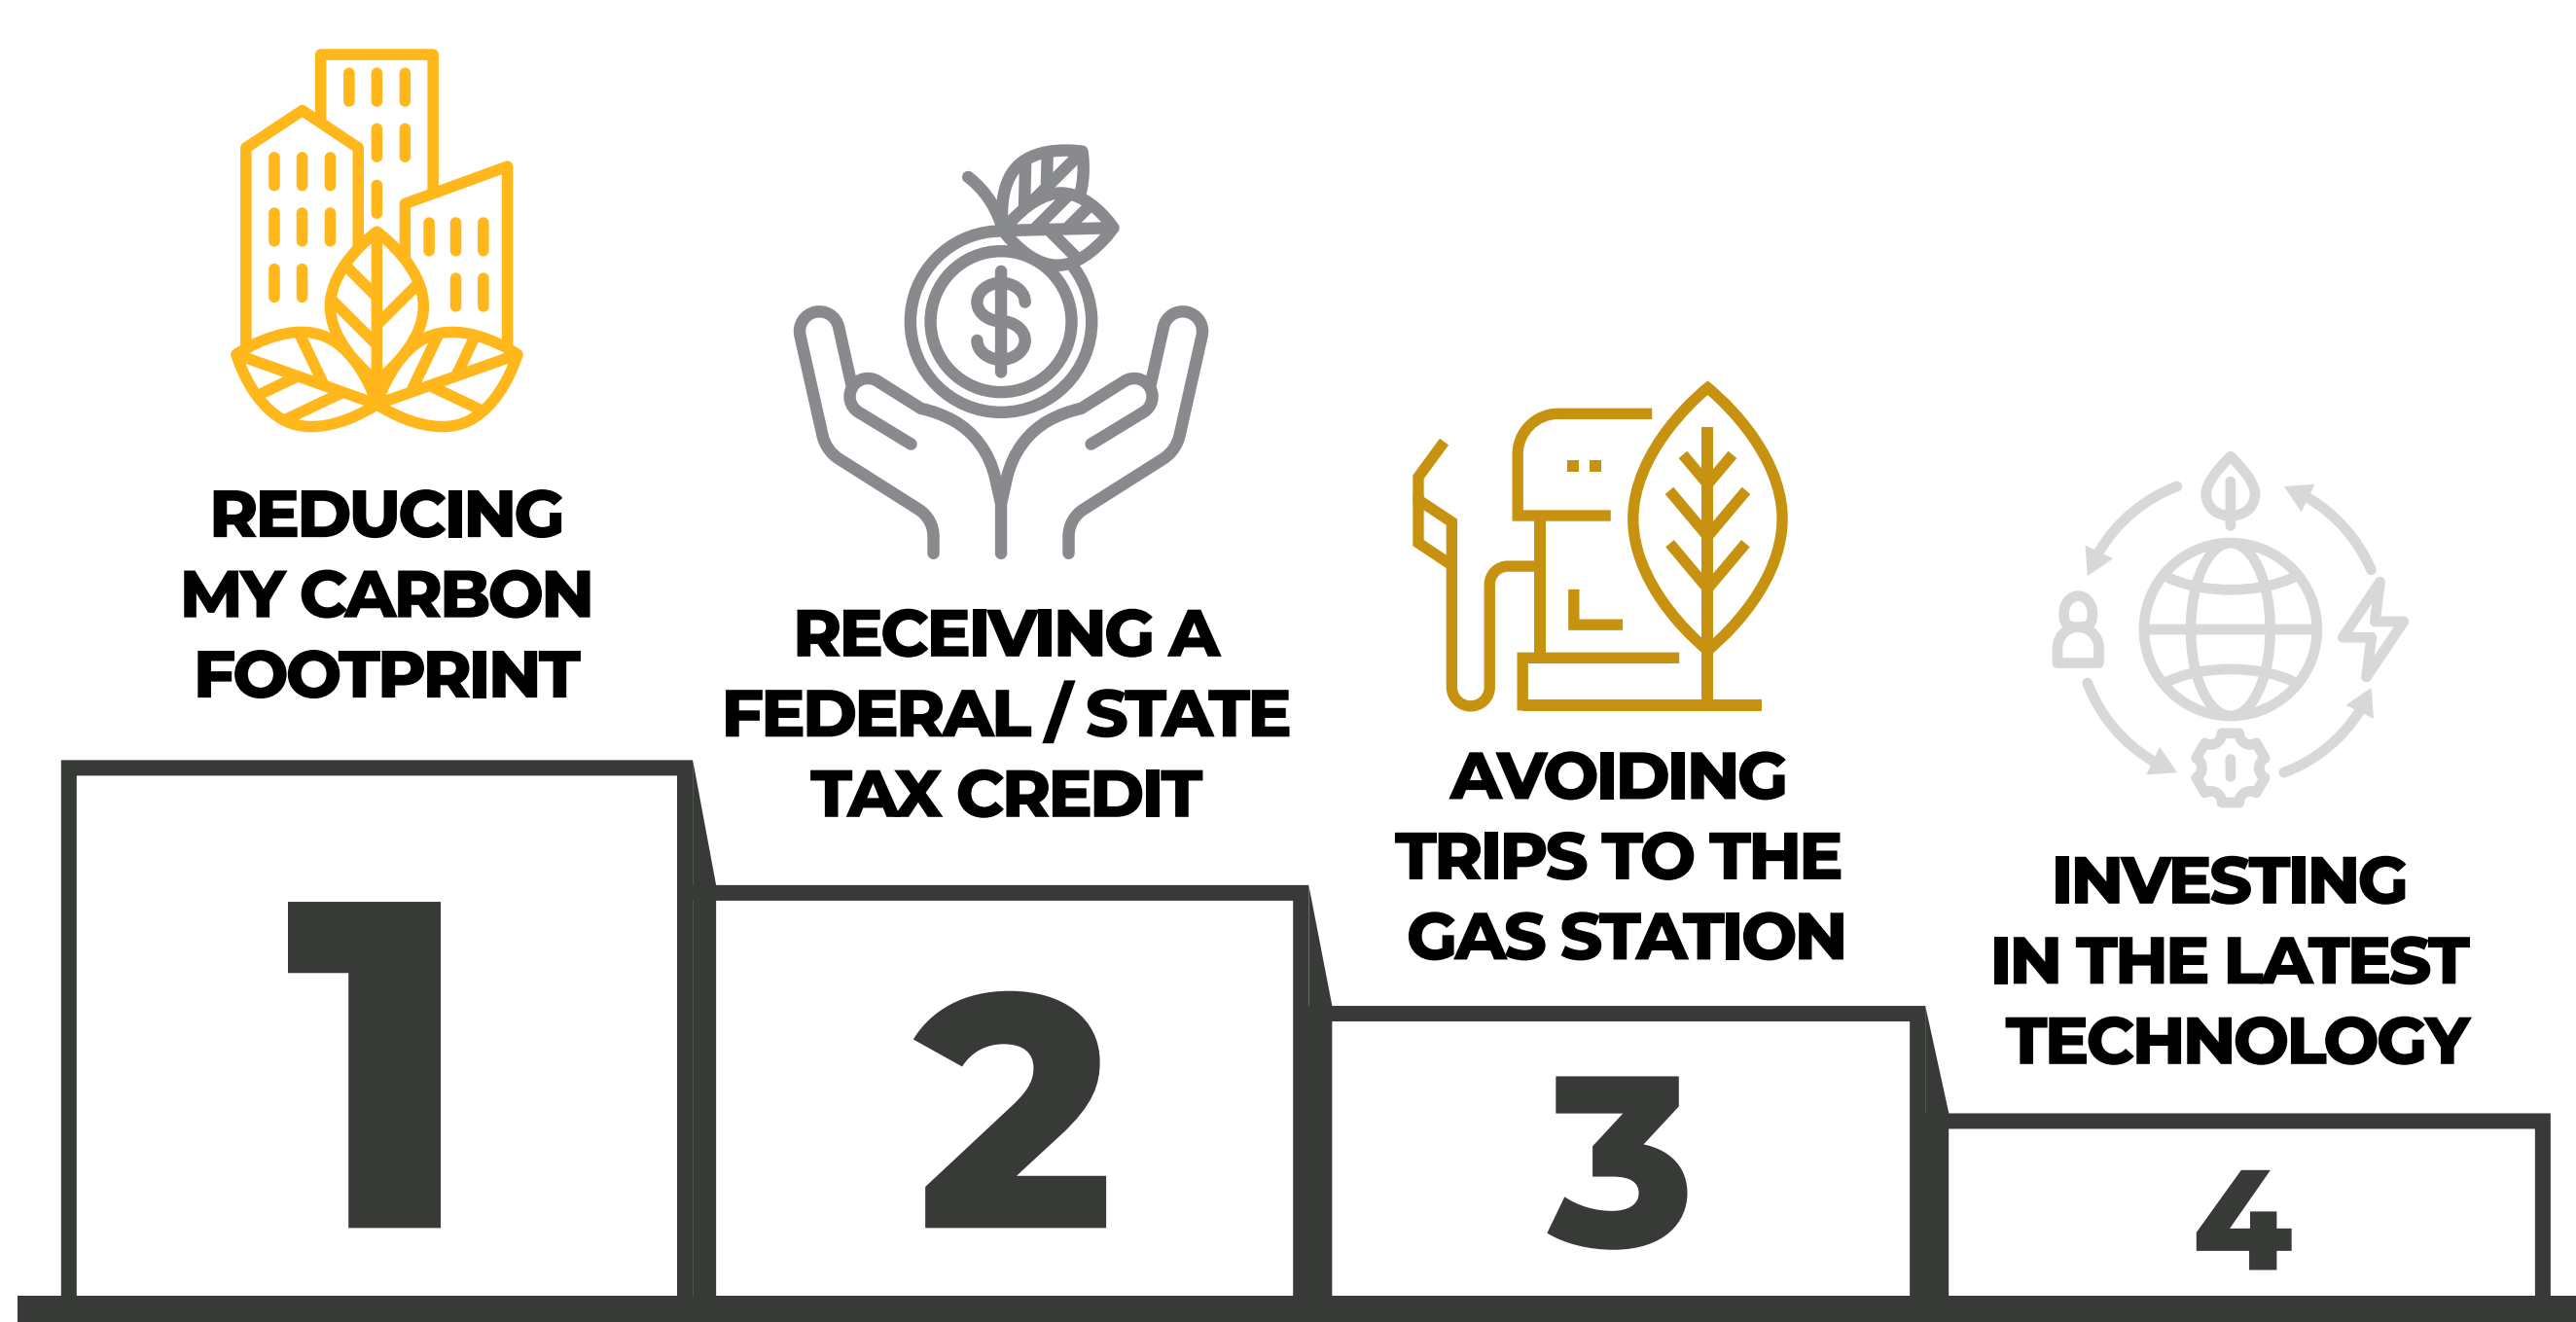 REDUCING
MY CARBON
FOOTPRINT
1
$
RECEIVING A
FEDERAL / STATE
TAX CREDIT
2
AVOIDING
TRIPS TO THE
GAS STATION
3
INVESTING
IN THE LATEST
TECHNOLOGY
4